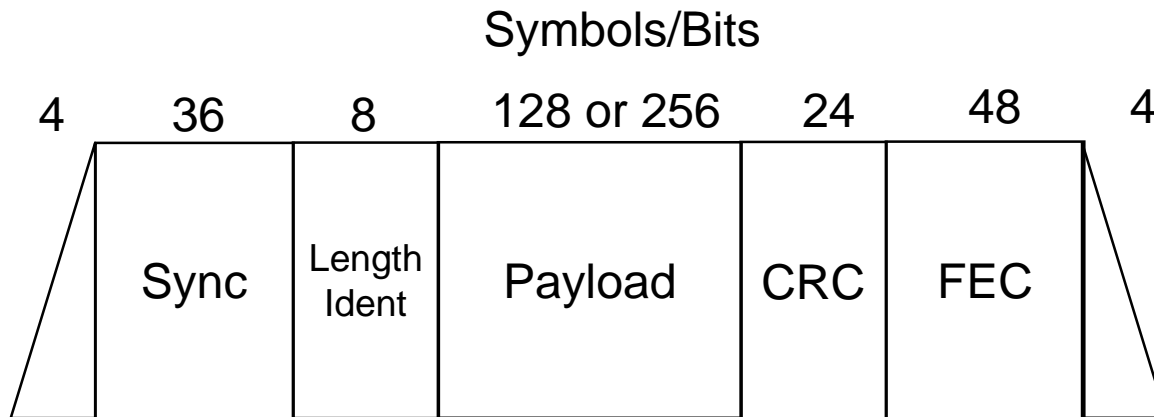 Symbols/Bits
4 36 8 128 or 256 24 48 4
Sync Length Ident Payload CRC FEC